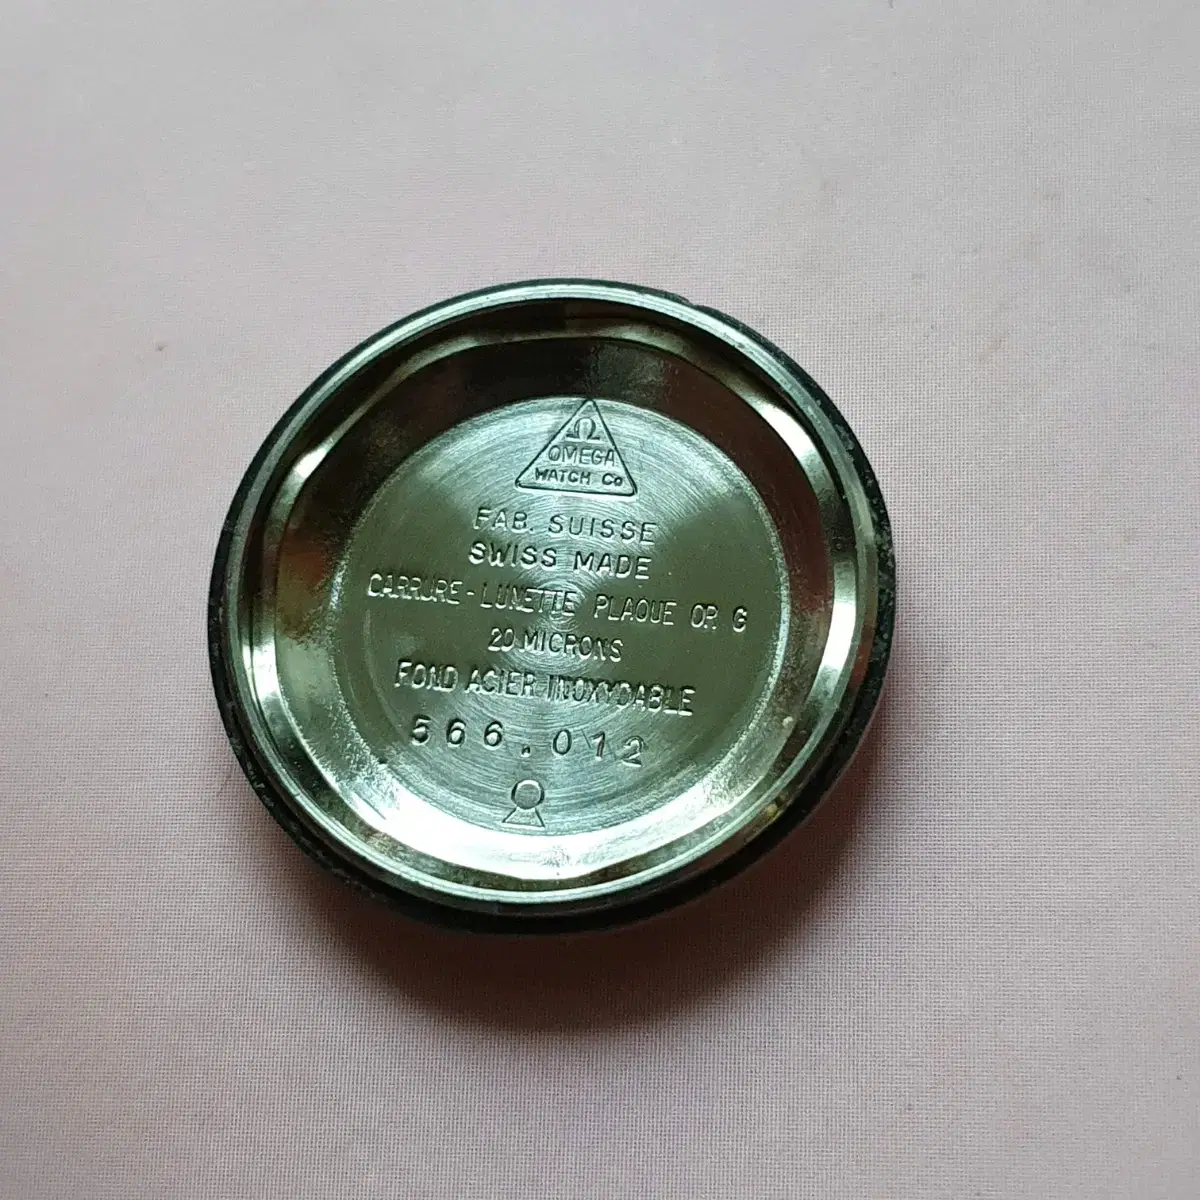 Ω
OMEGA
WATCH Co
FAB. SUISSE
SWISS MADE
CARRURE-LUNETTE PLAQUE OR G
20 MICRONS
FOND ACIER INOXYDABLE
566.012